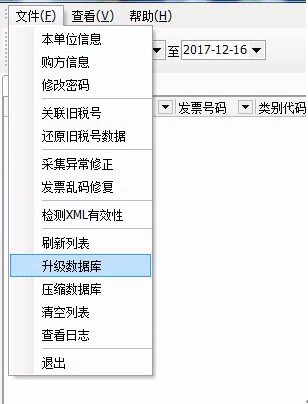 文件(F) 查看(V) 帮助(H)
本单位信息
购方信息
至 2017-12-16
修改密码
关联旧税号
发票号码 类别代码
还原旧税号数据
采集异常修正
发票乱码修复
检测XML有效性
刷新列表
升级数据库
压缩数据库
清空列表
查看日志
退出